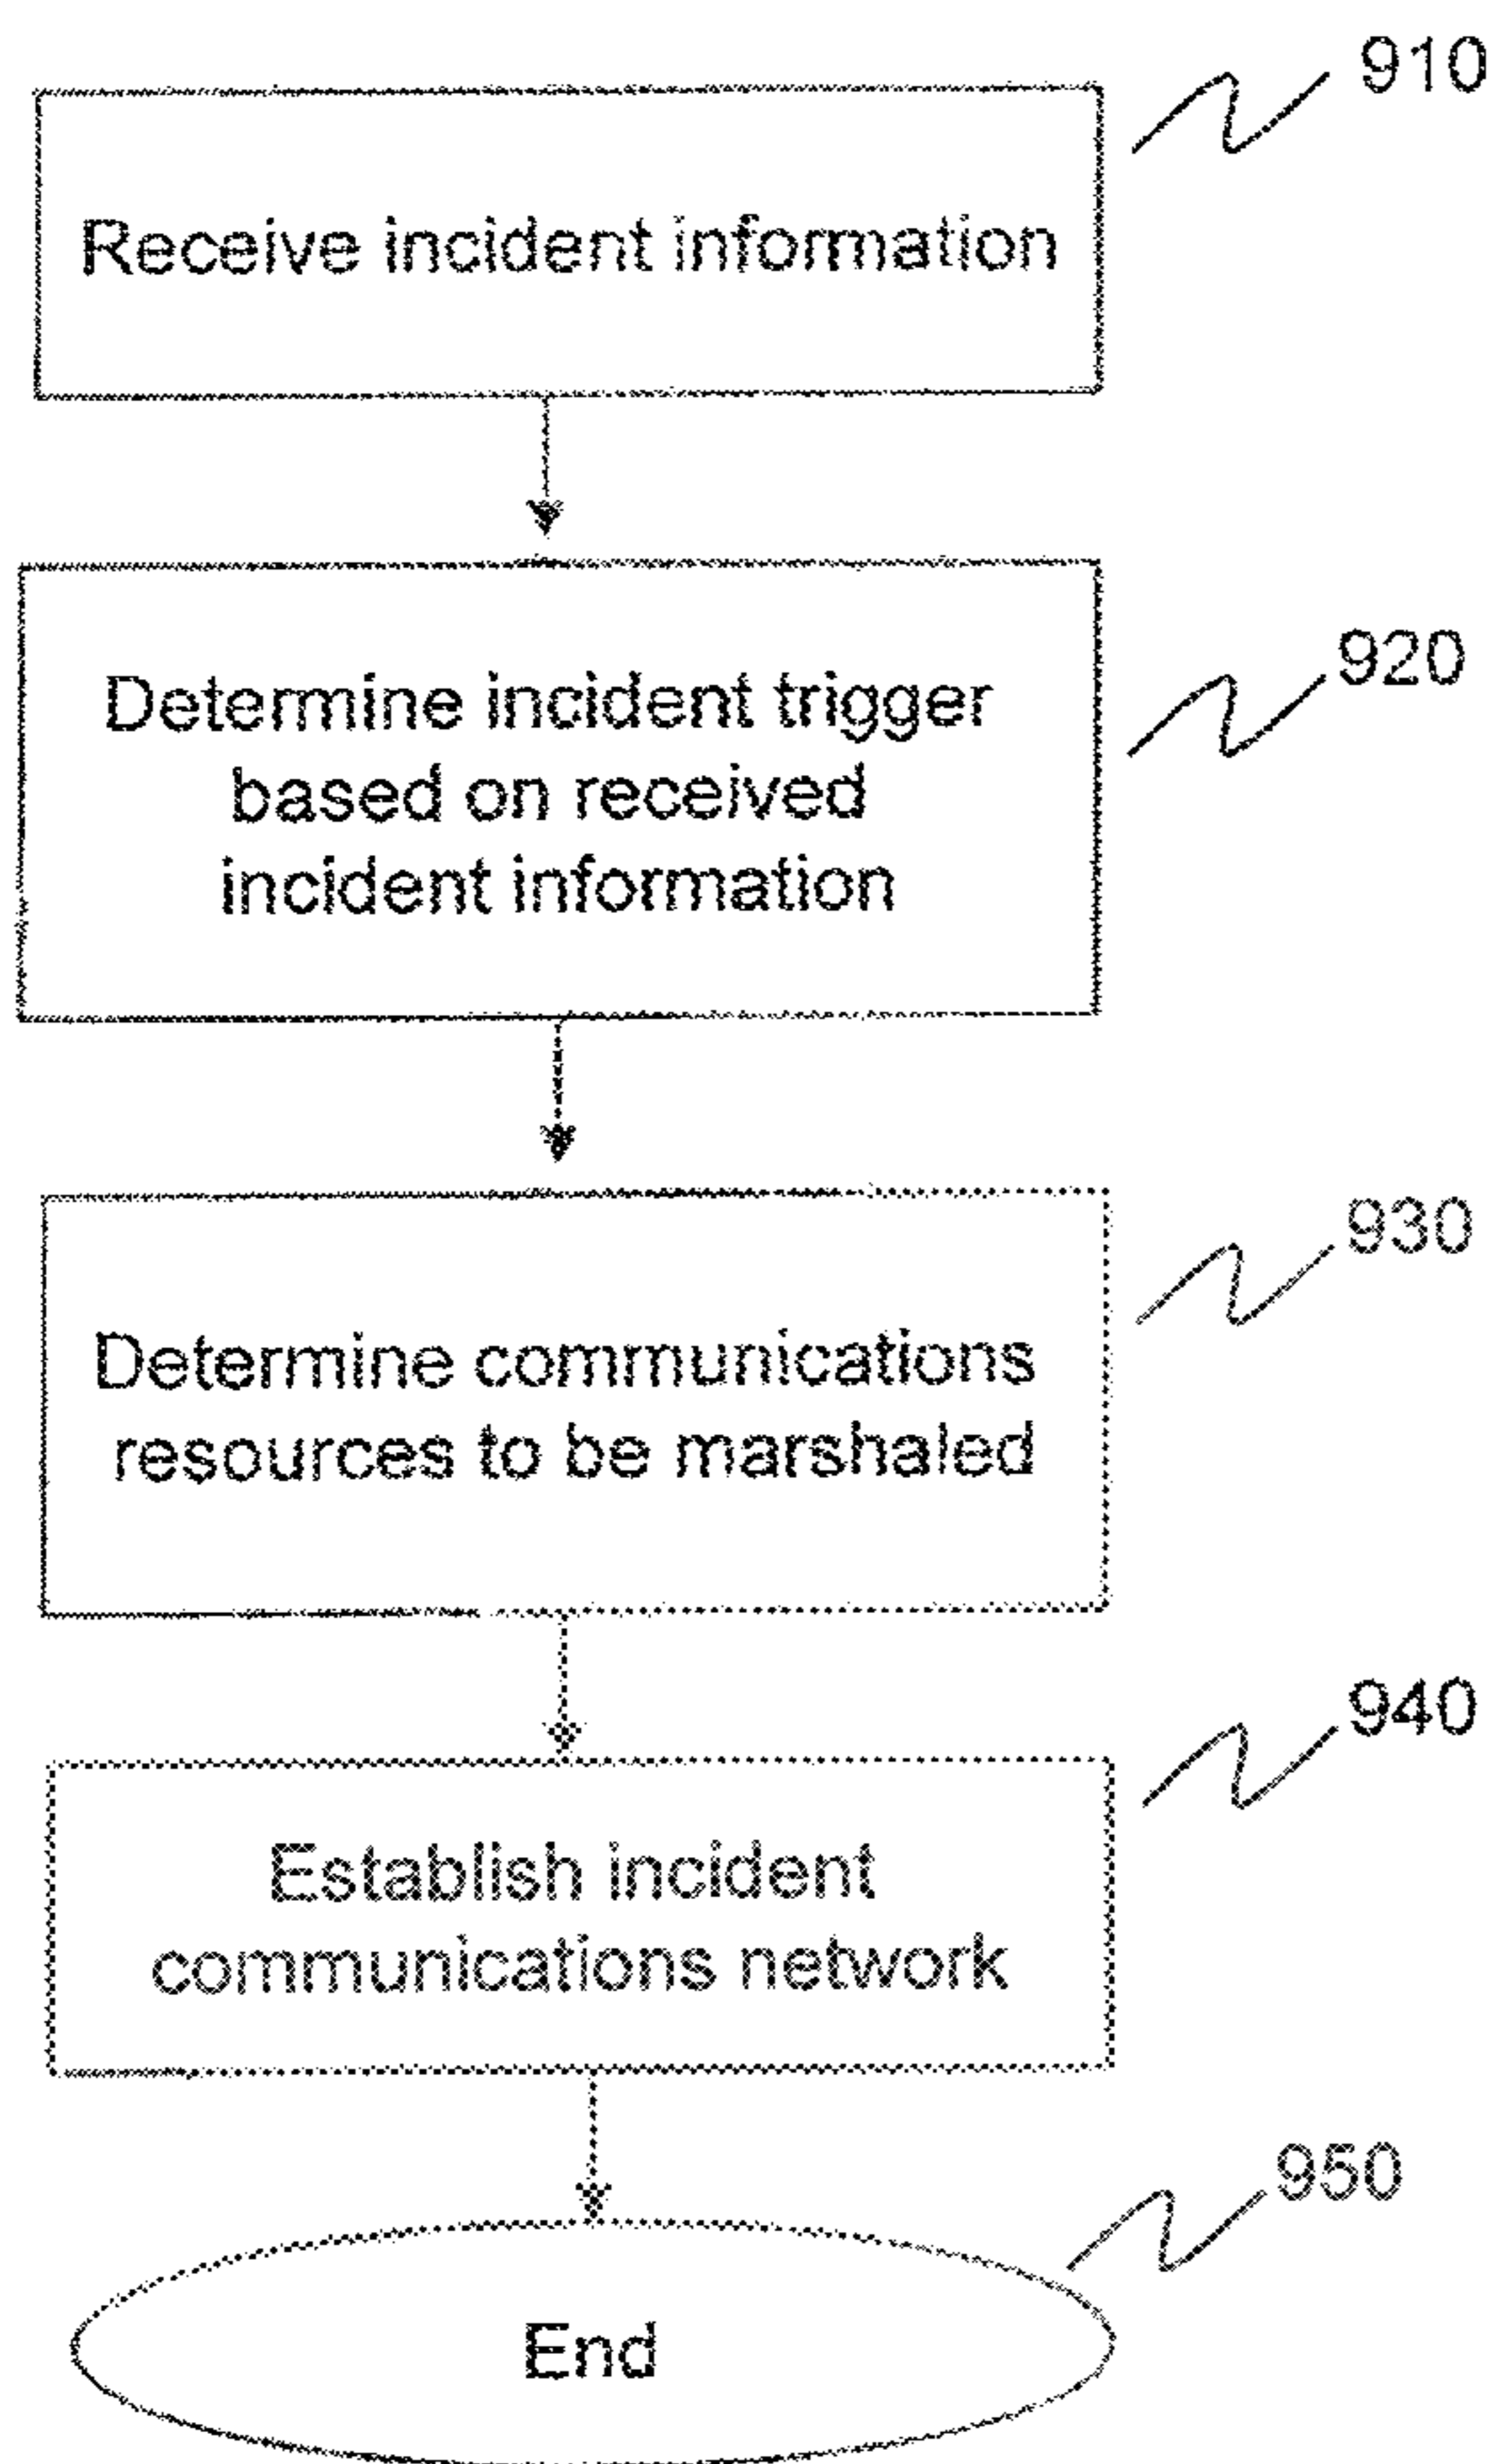 910
Receive incident information
920
Determine incident trigger
based on received
incident information
930
Determine communications
resources to be marshaled
940
Establish incident
communications network
950
End